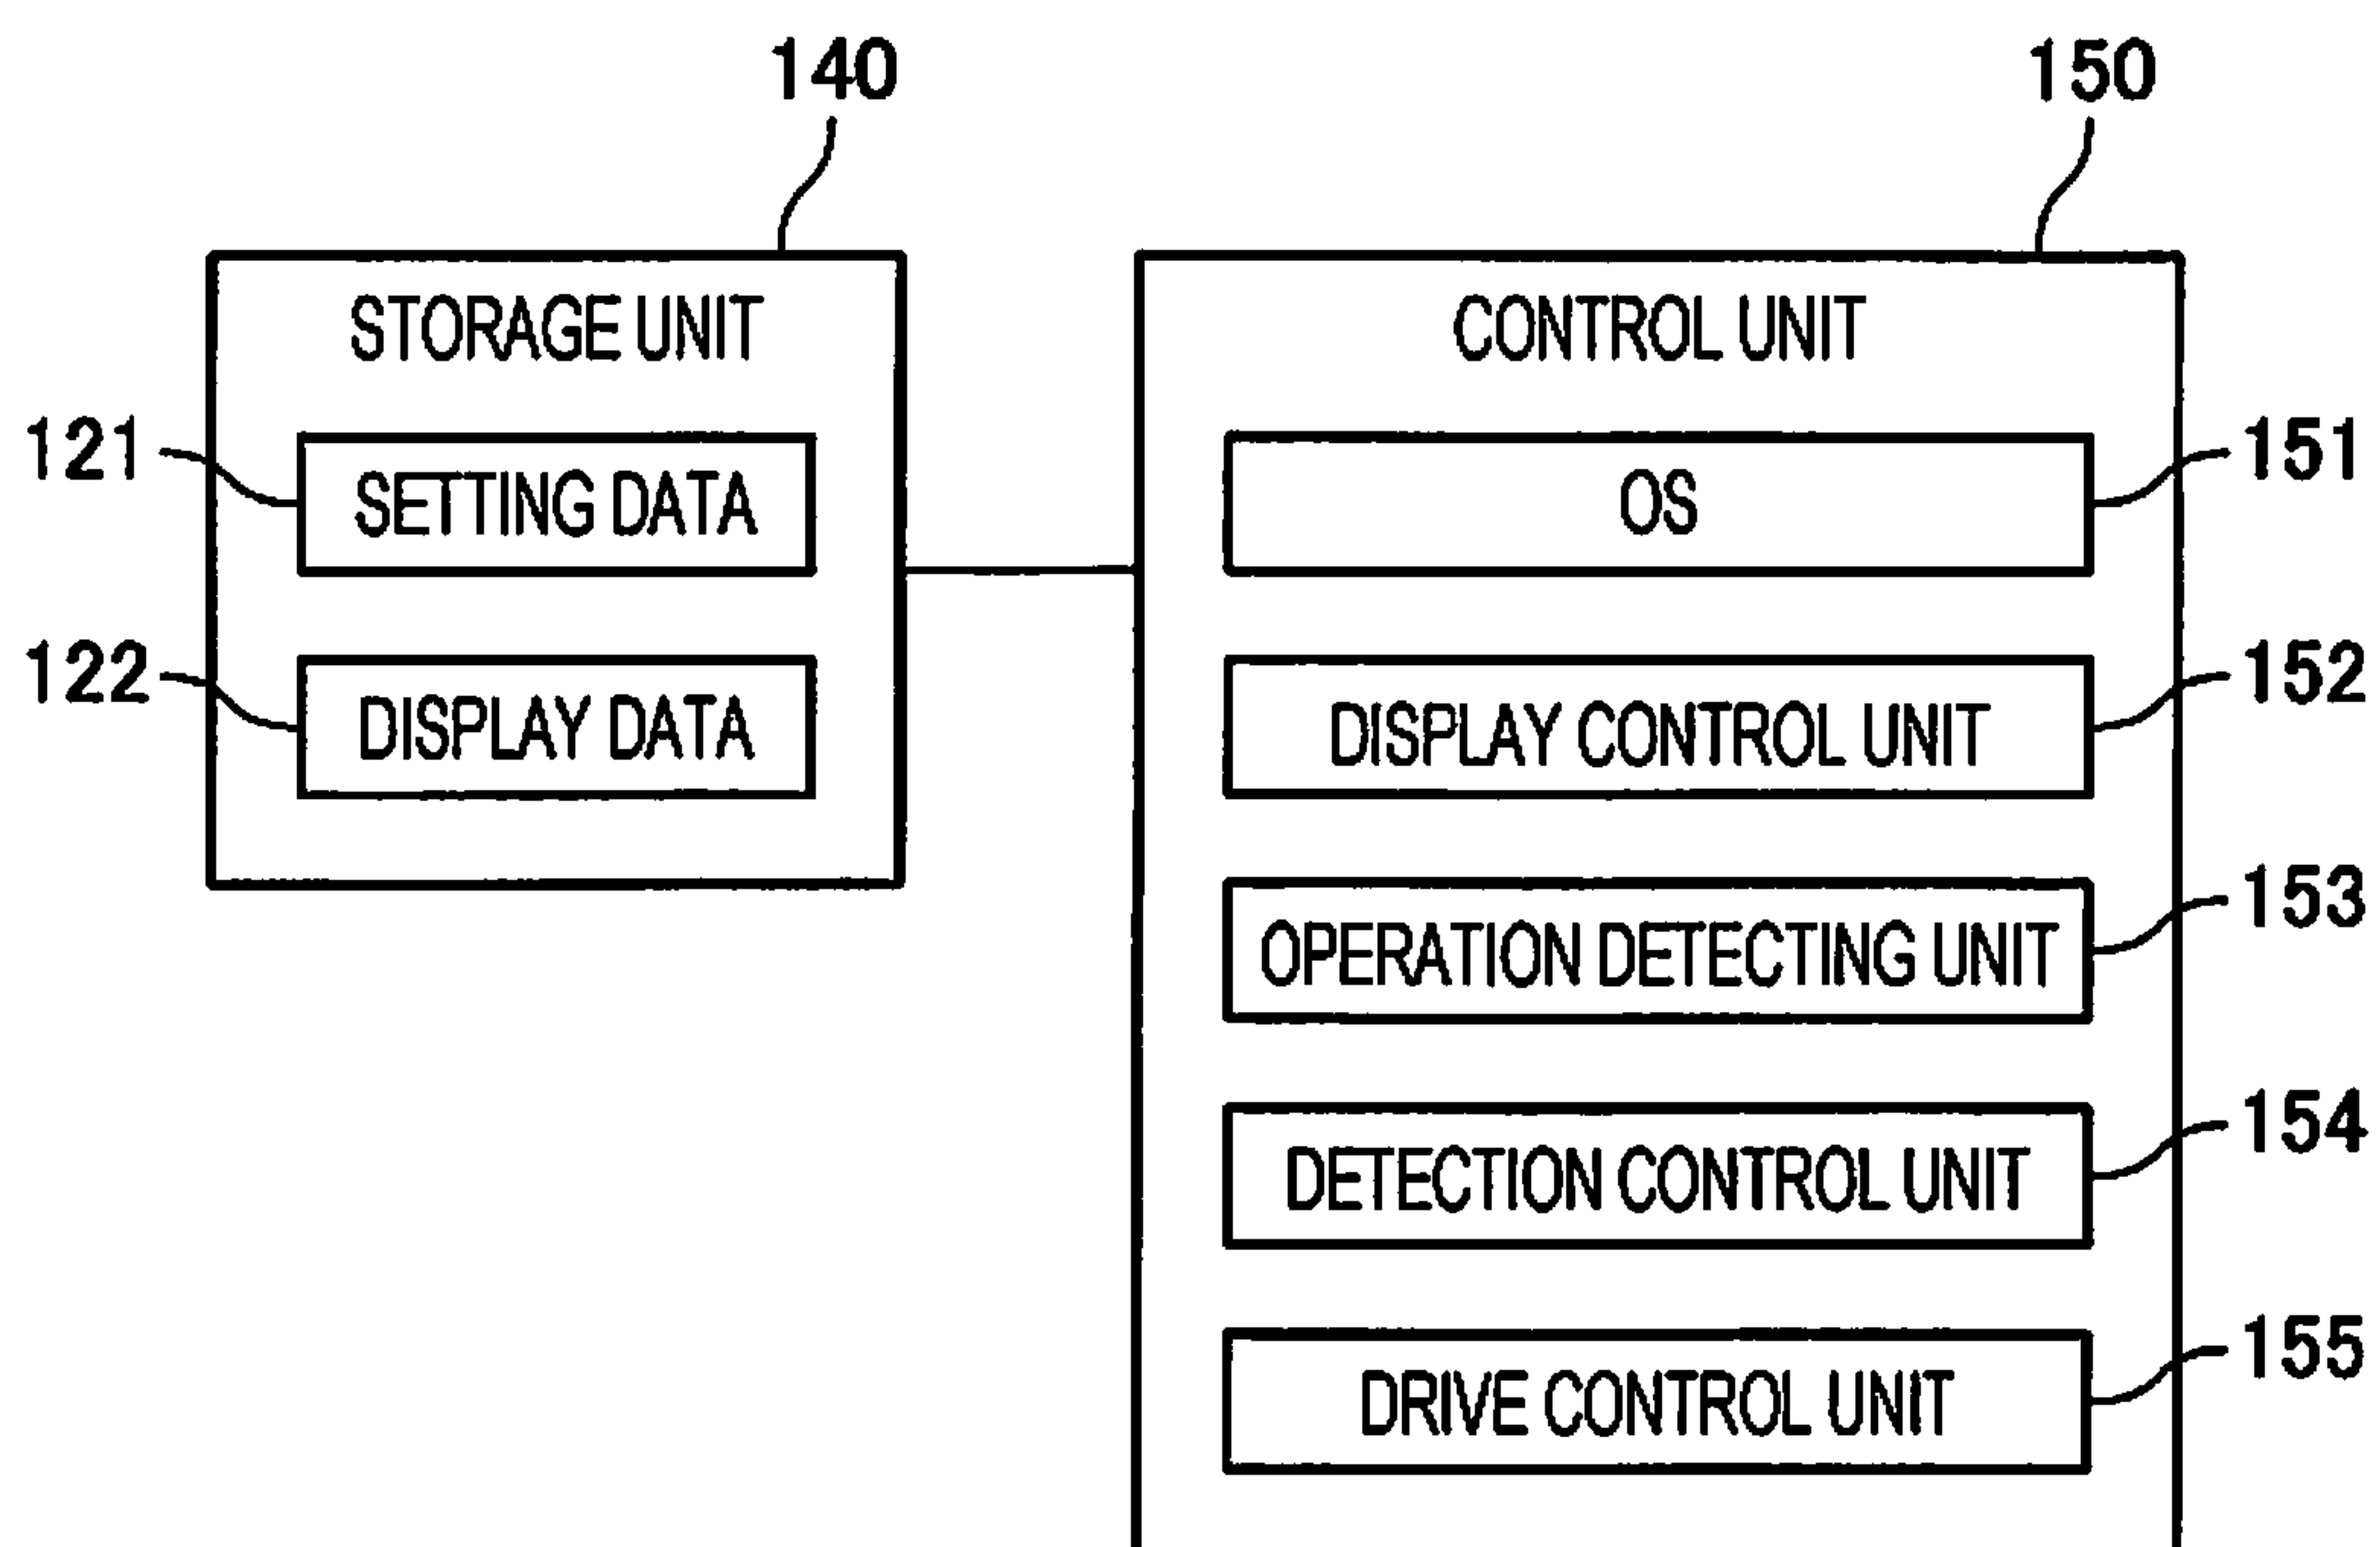 140
150
STORAGE UNIT
CONTROL UNIT
121
SETTING DATA
OS
151
122
DISPLAY DATA
DISPLAY CONTROL UNIT
152
OPERATION DETECTING UNIT
153
DETECTION CONTROL UNIT
154
DRIVE CONTROL UNIT
155